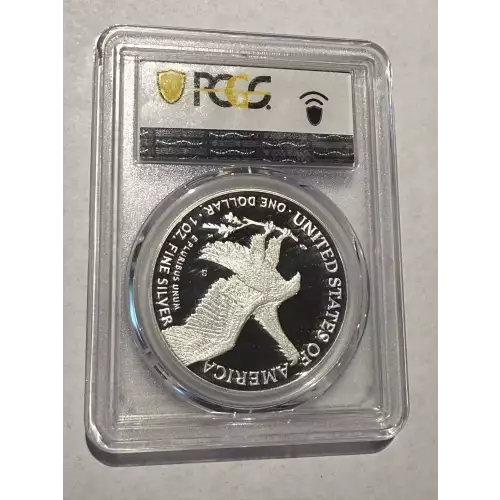 PCGS
UNITED STATES OF AMERICA
E PLURIBUS UNUM
1 OZ. FINE SILVER · ONE DOLLAR